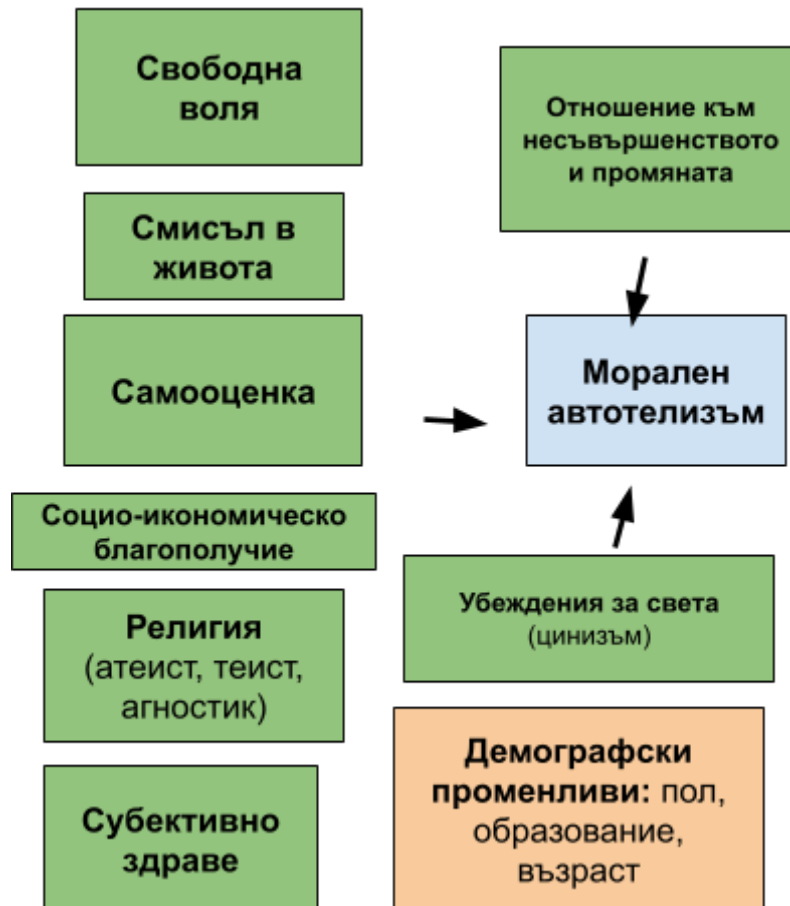 Свободна
воля
Отношение към
несъвършенството
и промяната
Смисъл в
живота
Самооценка
Морален
автотелизъм
Социо-икономическо
благополучие
Убеждения за света
(цинизъм)
Религия
(атеист, теист,
агностик)
Демографски
променливи: пол,
образование,
възраст
Субективно
здраве